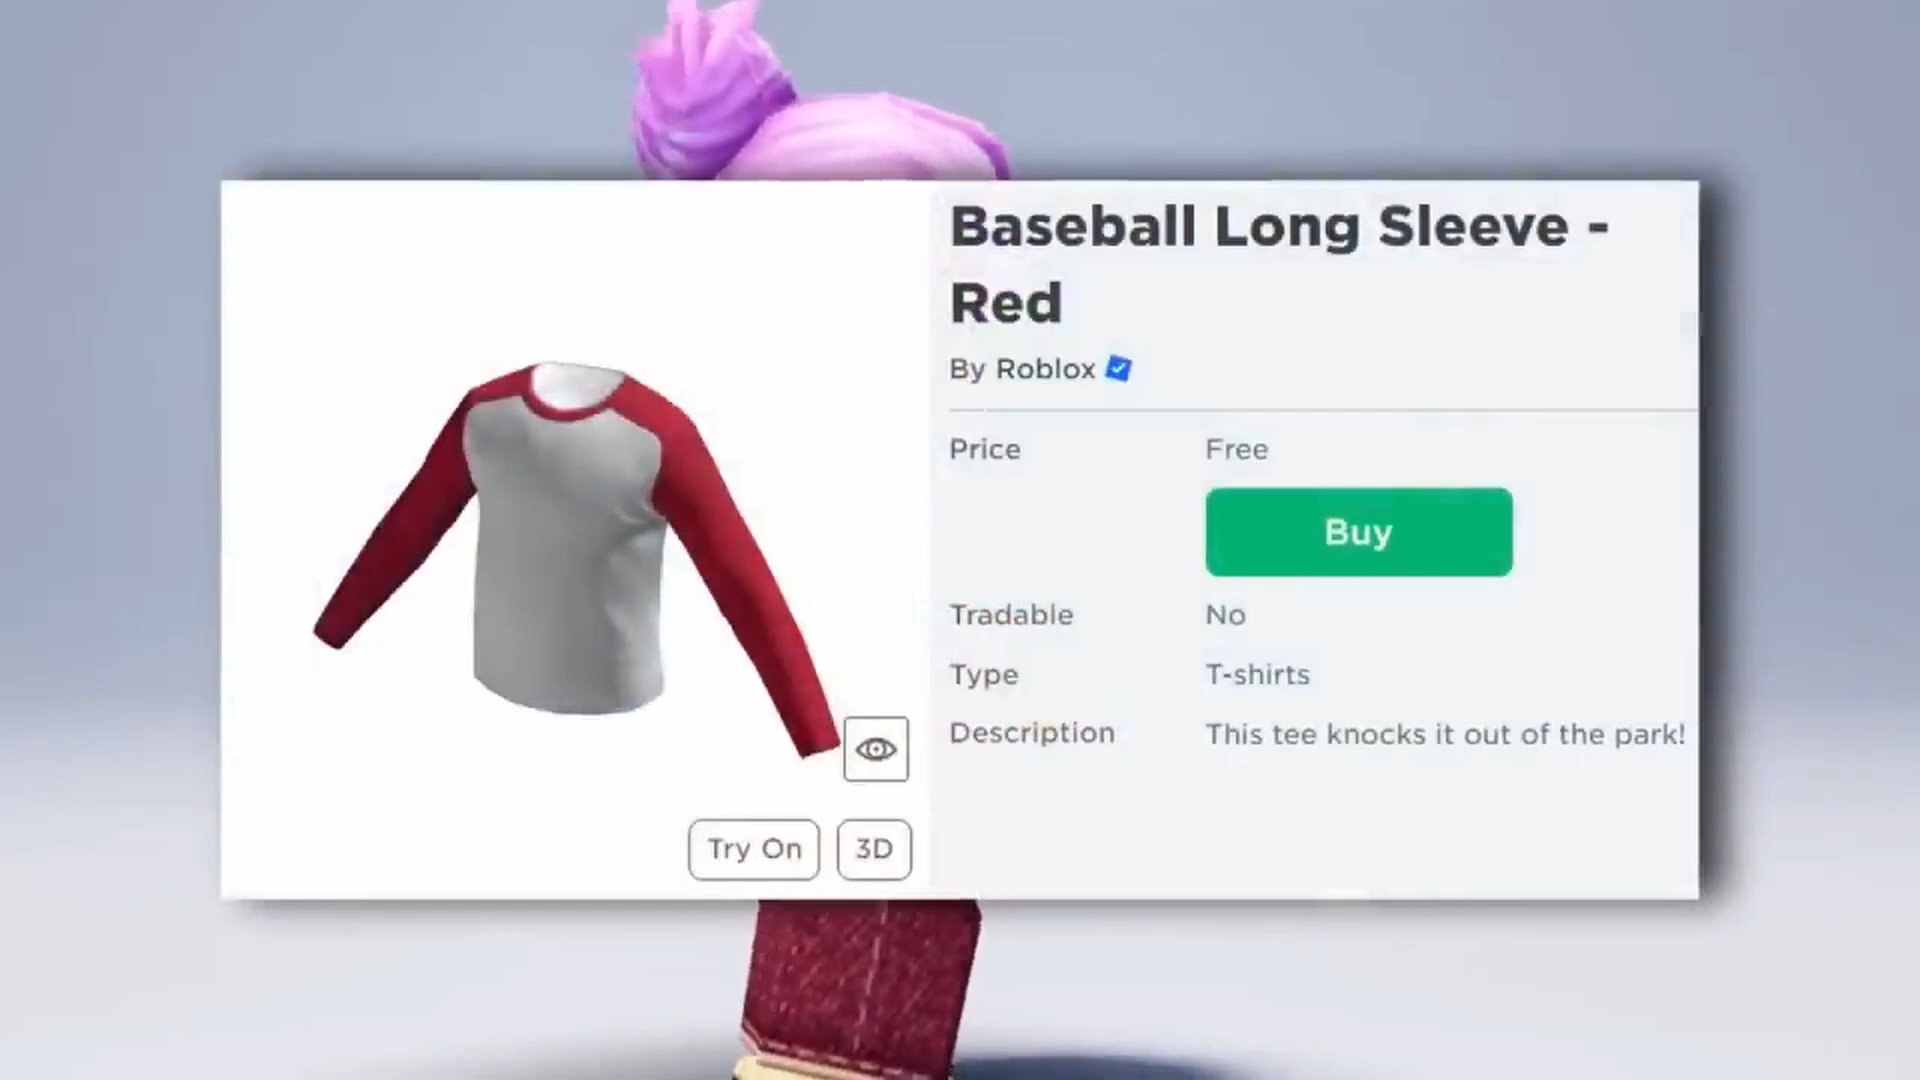 Baseball Long Sleeve -
Red
By Roblox
Price Free
Buy
Tradable No
Type T-shirts
Description This tee knocks it out of the park!
Try On 3D